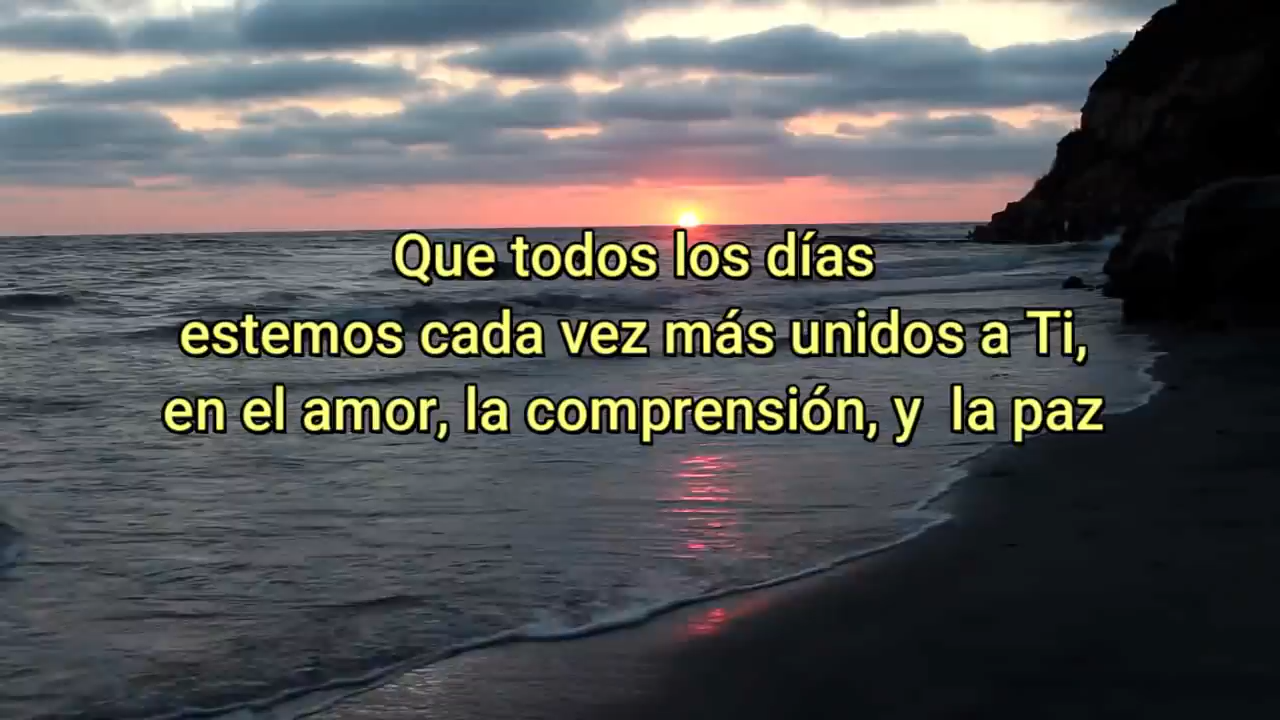 Que todos los días
estemos cada vez más unidos a Ti,
en el amor, la comprensión, y  la paz